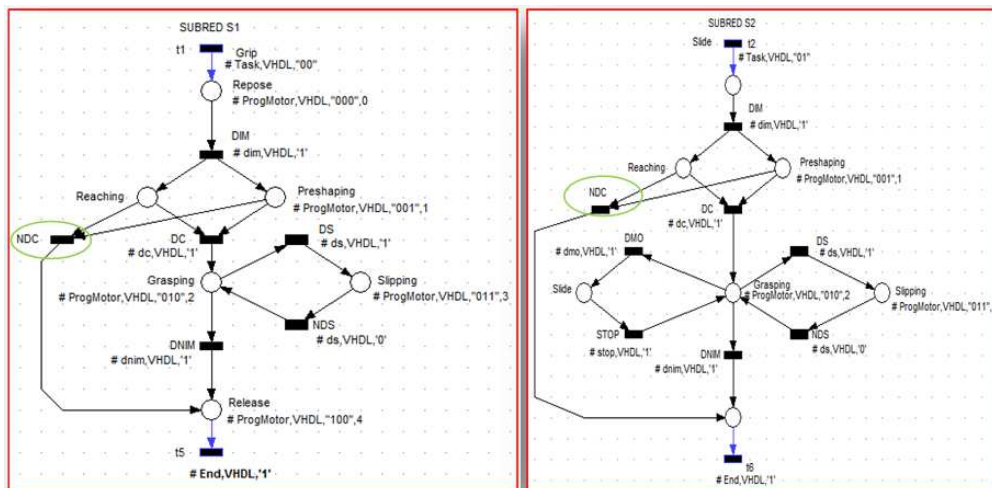 SUBRED S1
t1
Grip
# Task,VHDL,"00"
Repose
# ProgMotor,VHDL,"000",0
DIM
# dim,VHDL,'1'
Reaching
Preshaping
# ProgMotor,VHDL,"001",1
NDC
DC
# dc,VHDL,'1'
DS
# ds,VHDL,'1'
Grasping
# ProgMotor,VHDL,"010",2
Slipping
# ProgMotor,VHDL,"011",3
NDS
# ds,VHDL,'0'
DNIM
# dnim,VHDL,'1'
Release
# ProgMotor,VHDL,"100",4
t5
# End,VHDL,'1'
SUBRED S2
Slide
t2
# Task,VHDL,"01"
DIM
# dim,VHDL,'1'
Reaching
Preshaping
# ProgMotor,VHDL,"001",1
NDC
DC
# dc,VHDL,'1'
DMO
# dmo,VHDL,'1'
DS
# ds,VHDL,'1'
Slide
Grasping
# ProgMotor,VHDL,"010",2
Slipping
# ProgMotor,VHDL,"011",
STOP
# stop,VHDL,'1'
NDS
# ds,VHDL,'0'
DNIM
# dnim,VHDL,'1'
t6
# End,VHDL,'1'